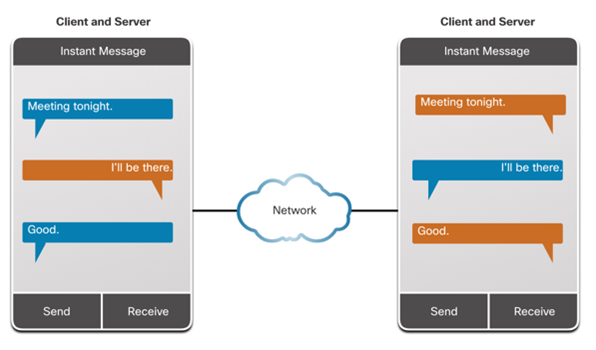 Client and Server
Instant Message
Meeting tonight.
I'll be there.
Good.
Send
Receive
Network
Client and Server
Instant Message
Meeting tonight.
I'll be there.
Good.
Send
Receive